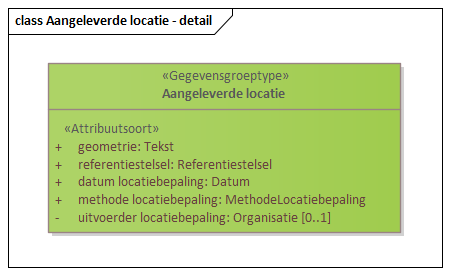 class Aangeleverde locatie - detail
«Gegevensgroeptype»
Aangeleverde locatie
«Attribuutsoort»
+ geometrie: Tekst
+ referentiestelsel: Referentiestelsel
+ datum locatiebepaling: Datum
+ methode locatiebepaling: MethodeLocatiebepaling
- uitvoerder locatiebepaling: Organisatie [0..1]